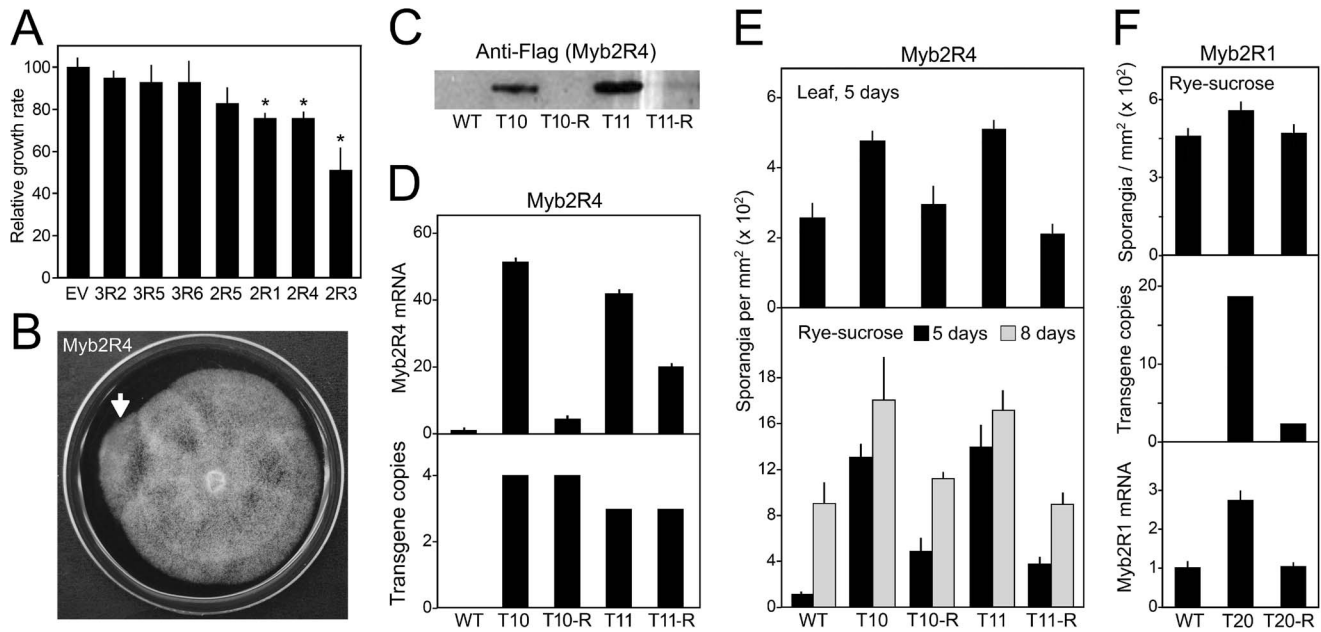 A
Relative growth rate
100
80
60
40
20
0
* * *
EV 3R2 3R5 3R6 2R5 2R1 2R4 2R3
B
Myb2R4
C
Anti-Flag (Myb2R4)
WT T10 T10-R T11 T11-R
D
Myb2R4
Myb2R4 mRNA
60
40
20
0
Transgene copies
4
2
0
WT T10 T10-R T11 T11-R
E
Myb2R4
Sporangia per mm² (x 10²)
Leaf, 5 days
6
4
2
0
Rye-sucrose 5 days 8 days
18
16
12
8
4
0
WT T10 T10-R T11 T11-R
F
Myb2R1
Rye-sucrose
Sporangia / mm² (x 10²)
6
3
0
Transgene copies
20
10
0
Myb2R1 mRNA
3
2
1
0
WT T20 T20-R